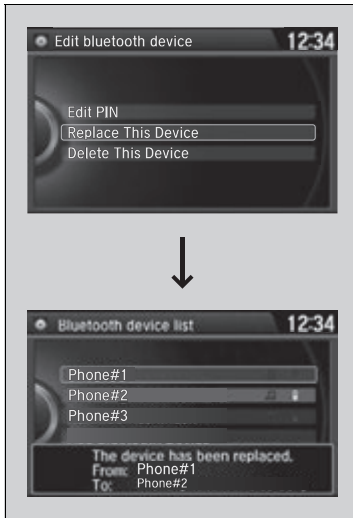 Edit bluetooth device 12:34
Edit PIN
Replace This Device
Delete This Device
Bluetooth device list 12:34
Phone#1
Phone#2
Phone#3
The device has been replaced.
From: Phone#1
To: Phone#2